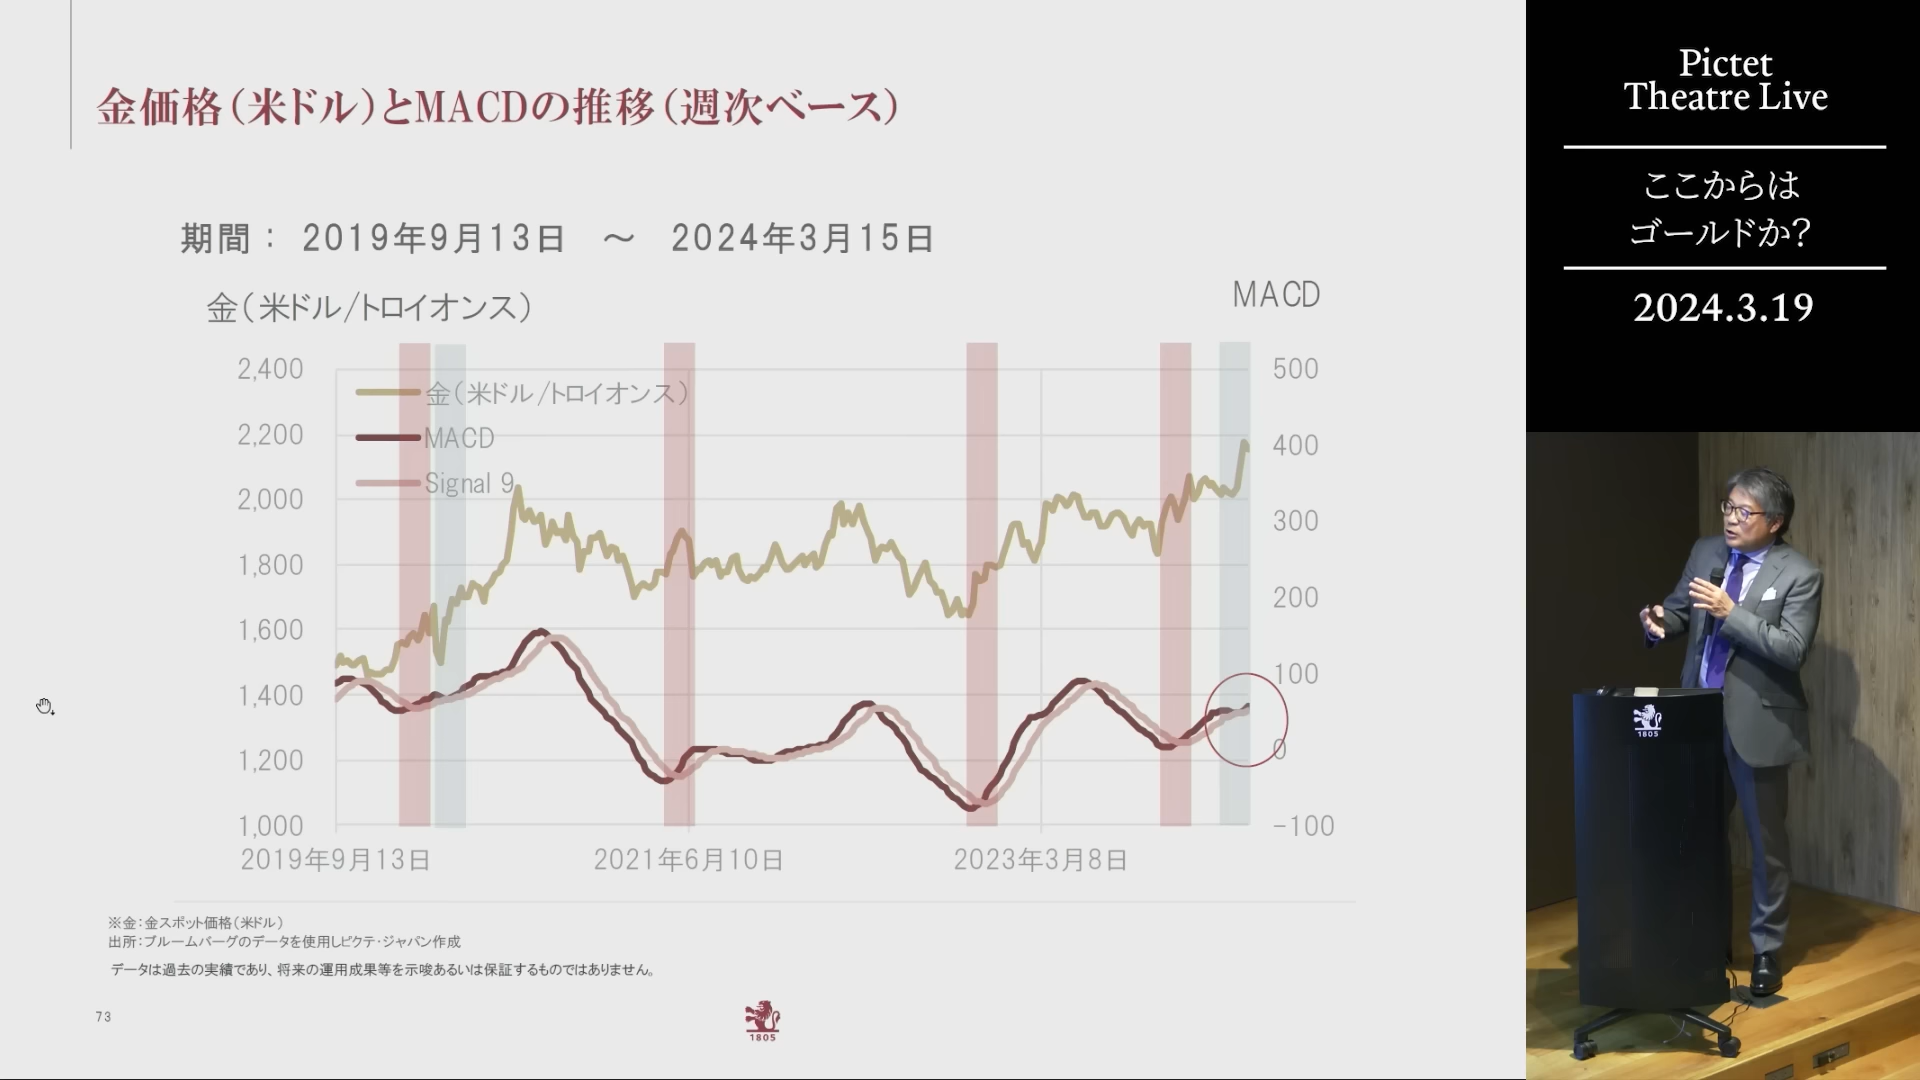 金価格（米ドル）とMACDの推移（週次ベース）
期間： 2019年9月13日 ～ 2024年3月15日
金（米ドル/トロイオンス）
MACD
2,400
2,200
2,000
1,800
1,600
1,400
1,200
1,000
金（米ドル/トロイオンス）
MACD
Signal 9
500
400
300
200
100
0
-100
2019年9月13日
2021年6月10日
2023年3月8日
※金：金スポット価格（米ドル）
出所：ブルームバーグのデータを使用しピクテ・ジャパン作成
データは過去の実績であり、将来の運用成果等を示唆あるいは保証するものではありません。
73
1805
Pictet
Theatre Live
ここからは
ゴールドか？
2024.3.19
1805